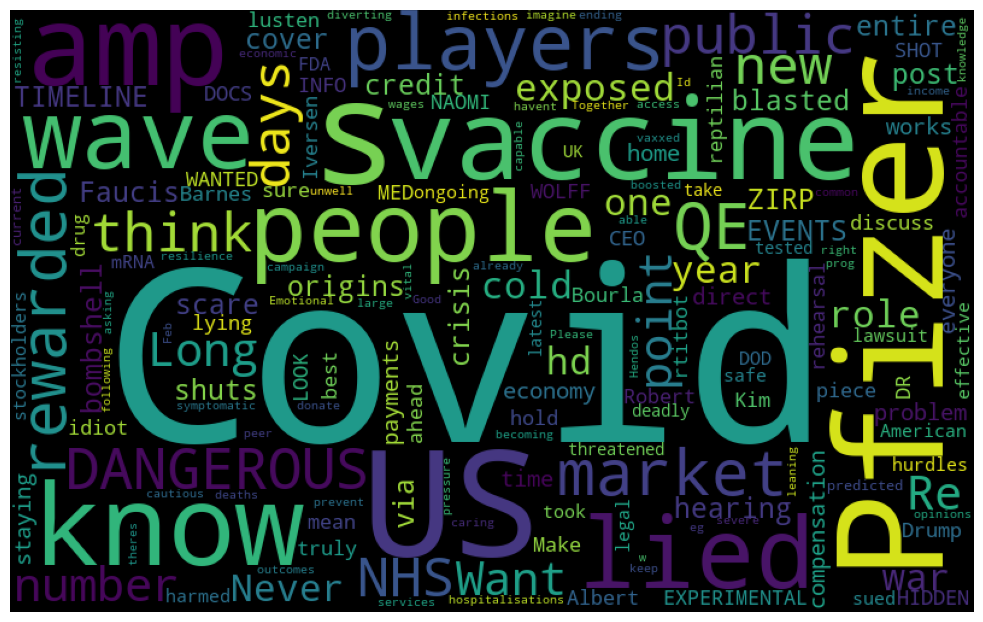 amp
players
public
entire
diverting
infections
imagine
ending
knowledge
resisting
lusten
cover
economic
FDA
INFO
credit
wages
NAOMI
havent
Together
access
Id
income
SHOT
post
new
exposed
blasted
TIMELINE
DOCS
days
Iversen
wave
s
vaccine
capable
UK
vaxxed
home
reptilian
works
accountable
Pfizer
rewarded
Faucis
Barnes
WANTED
sure
unwell
MED
ongoing
WOLFF
boosted
take
common
current
drug
think
people
one
able
CEO
QE
ZIRP
EVENTS
discuss
tested
right
prog
mRNA
resilience
campaign
already
vital
large
Good
origins
Emotional
crisis
cold
Bourla
point
year
direct
rehearsal
role
everyone
effective
stockholders
asking
Feb
bombshell
scare
lying
Long
Covid
latest
Please
Hendos
hd
rtitbot
DOD
safe
lawsuit
following
LOOK
best
shuts
payments
ahead
economy
Robert
Kim
piece
DR
symptomatic
donate
hold
deadly
problem
idiot
peer
becoming
threatened
American
DANGEROUS
US
market
time
leaning
hurdles
staying
cautious
deaths
prevent
pressure
via
took
hearing
compensation
predicted
Re
opinions
know
theres
mean
caring
legal
eg
severe
Drump
truly
Make
lied
w
keep
war
number
outcomes
harmed
Never
NHS
Want
services
hospitalisations
Albert
EXPERIMENTAL
sued
HIDDEN